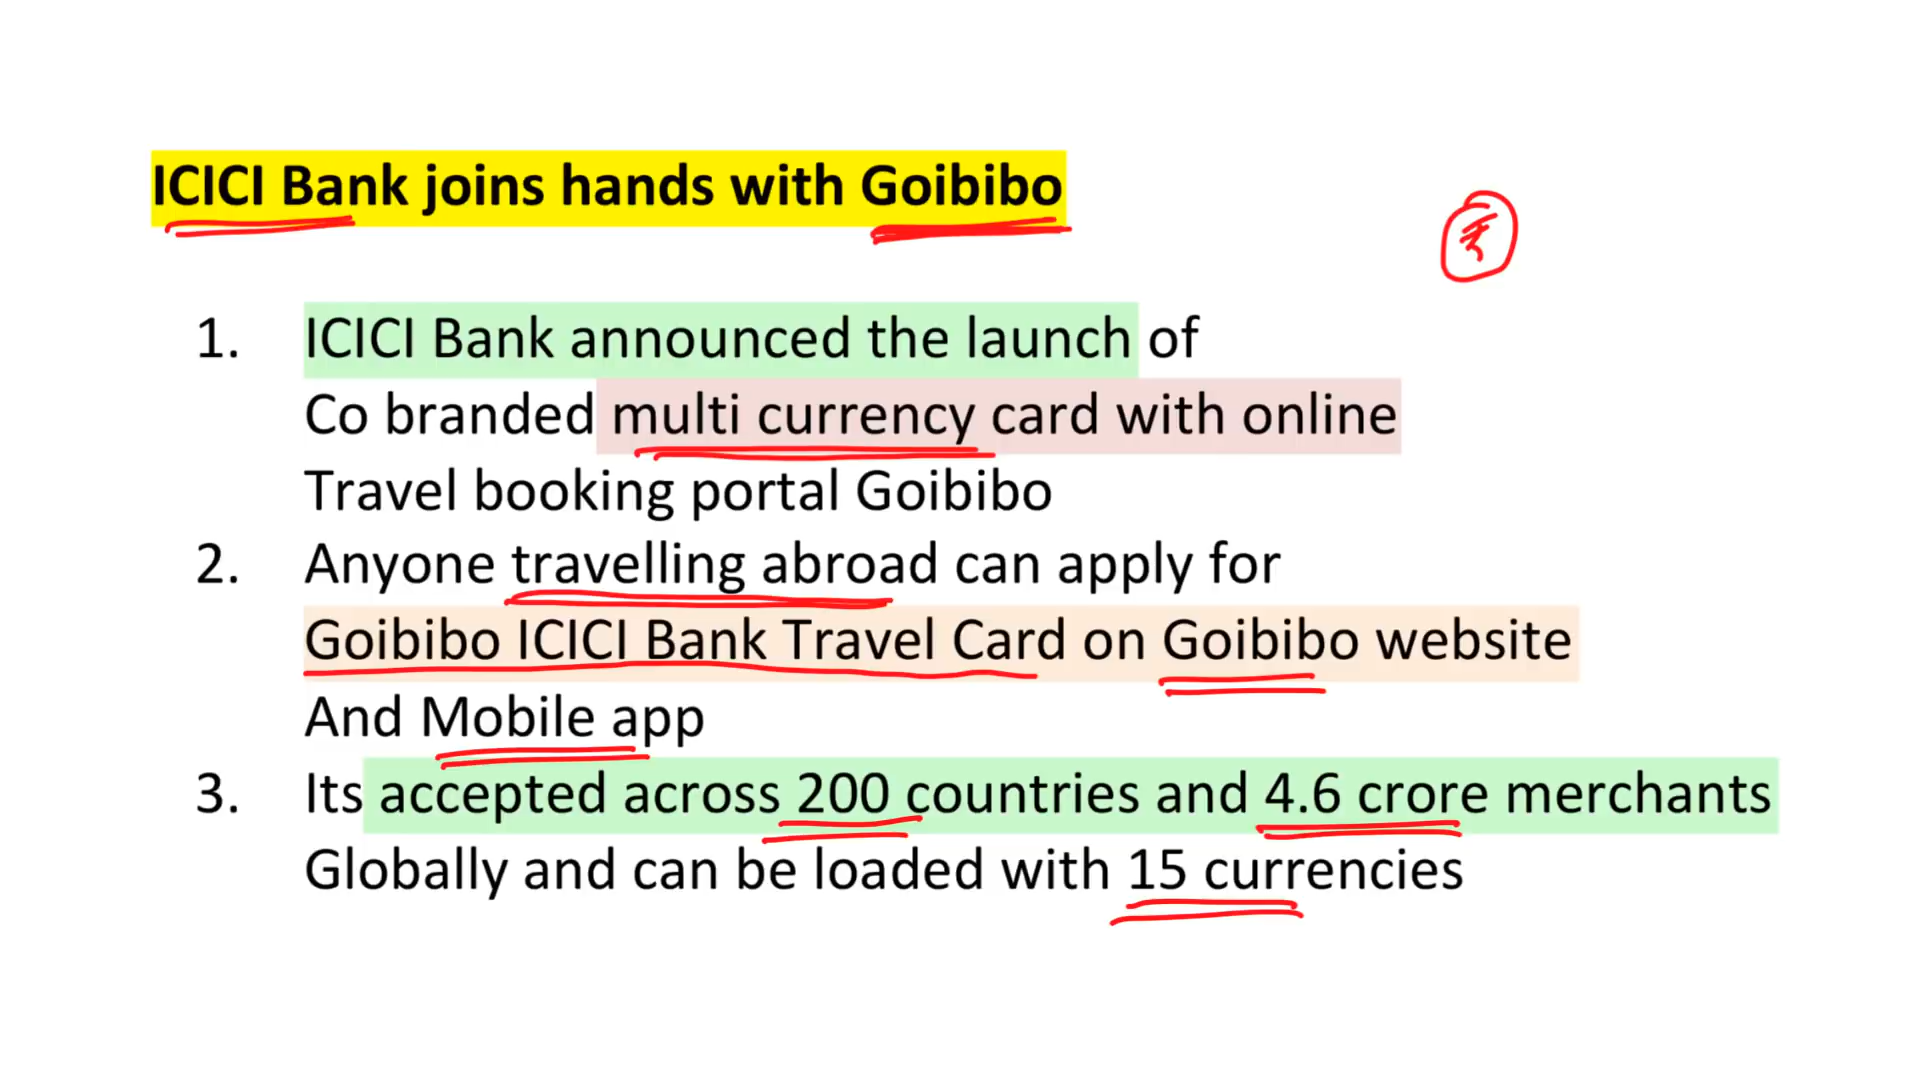 ICICI Bank joins hands with Goibibo
₹
1. ICICI Bank announced the launch of
Co branded multi currency card with online
Travel booking portal Goibibo
2. Anyone travelling abroad can apply for
Goibibo ICICI Bank Travel Card on Goibibo website
And Mobile app
3. Its accepted across 200 countries and 4.6 crore merchants
Globally and can be loaded with 15 currencies